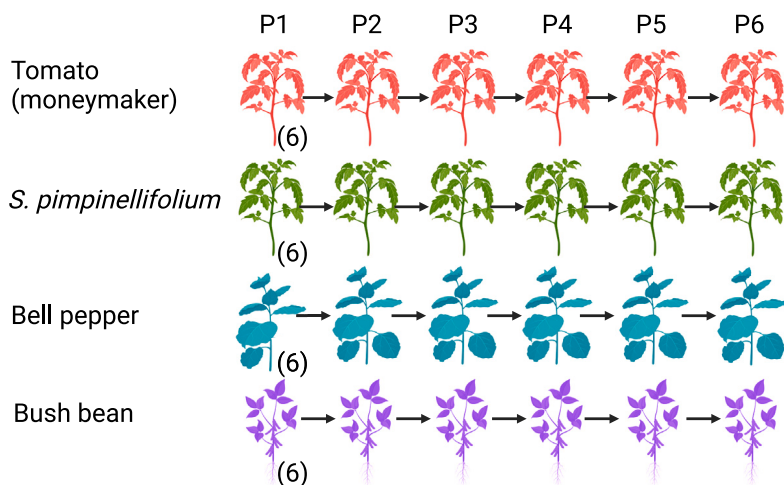 P1 P2 P3 P4 P5 P6
Tomato
(moneymaker)
(6)
S. pimpinellifolium
(6)
Bell pepper
(6)
Bush bean
(6)